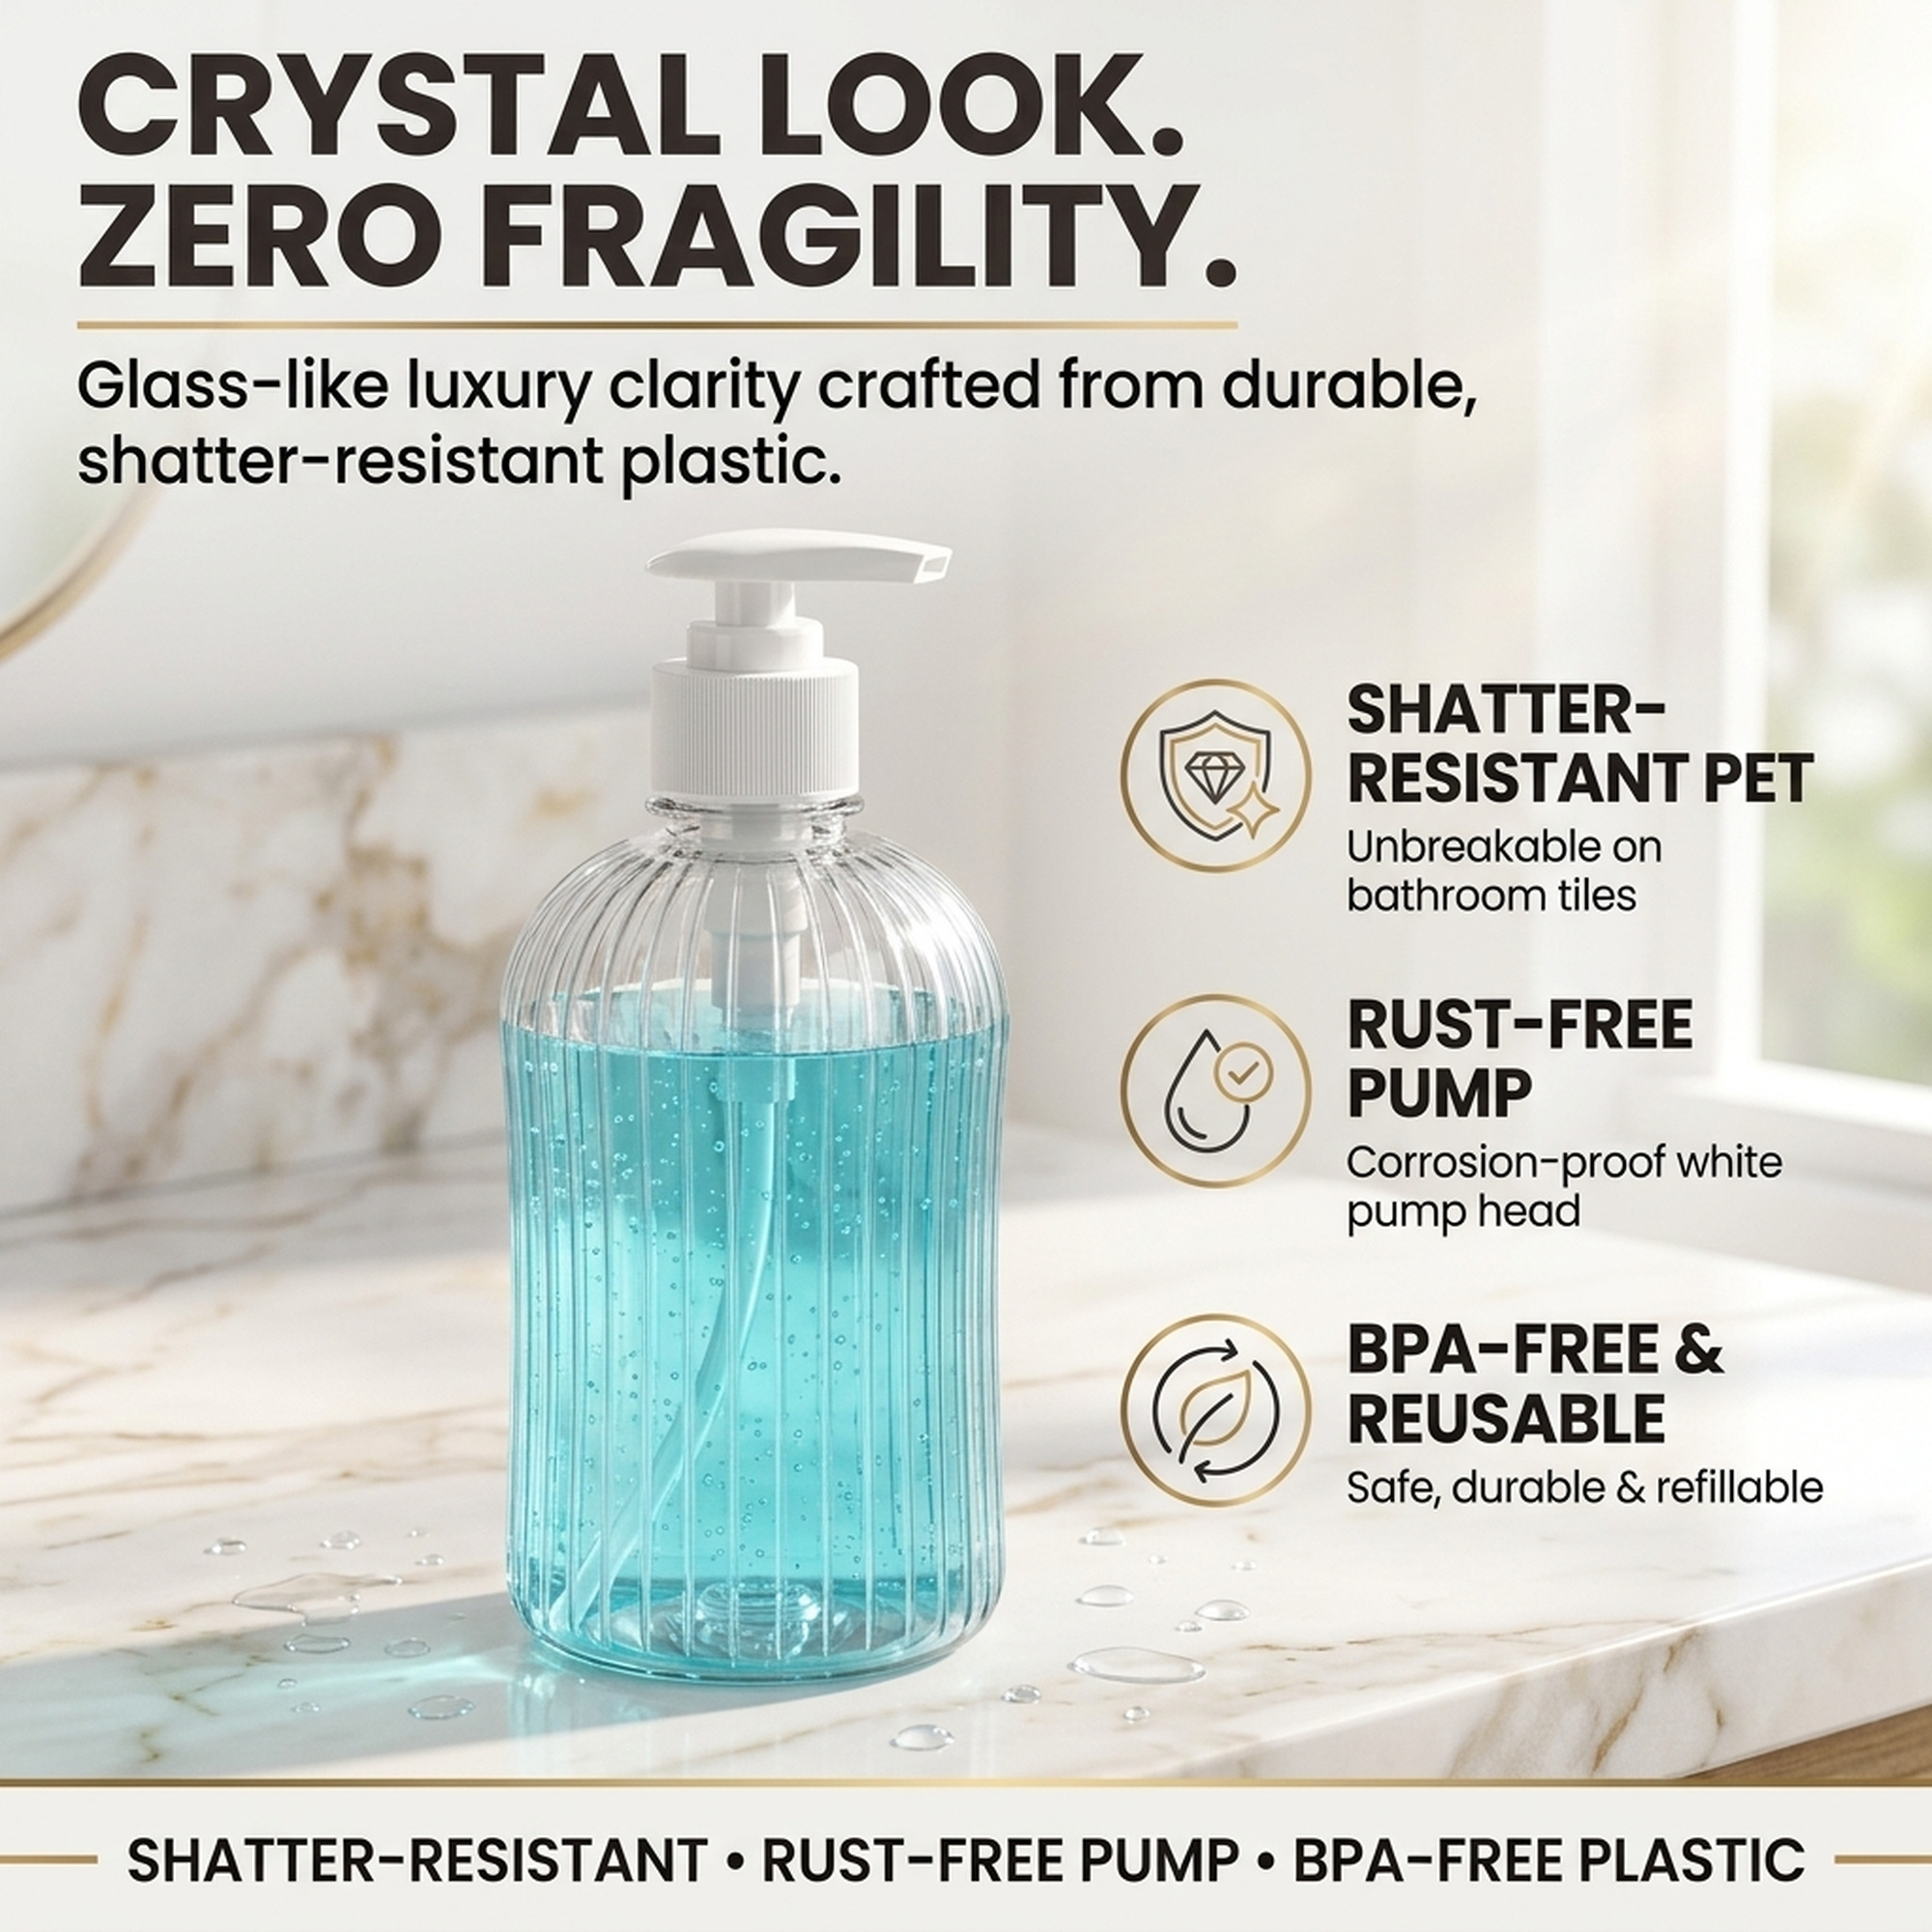 CRYSTAL LOOK.
ZERO FRAGILITY.
Glass-like luxury clarity crafted from durable,
shatter-resistant plastic.
SHATTER-
RESISTANT PET
Unbreakable on
bathroom tiles
RUST-FREE
PUMP
Corrosion-proof white
pump head
BPA-FREE &
REUSABLE
Safe, durable & refillable
SHATTER-RESISTANT • RUST-FREE PUMP • BPA-FREE PLASTIC